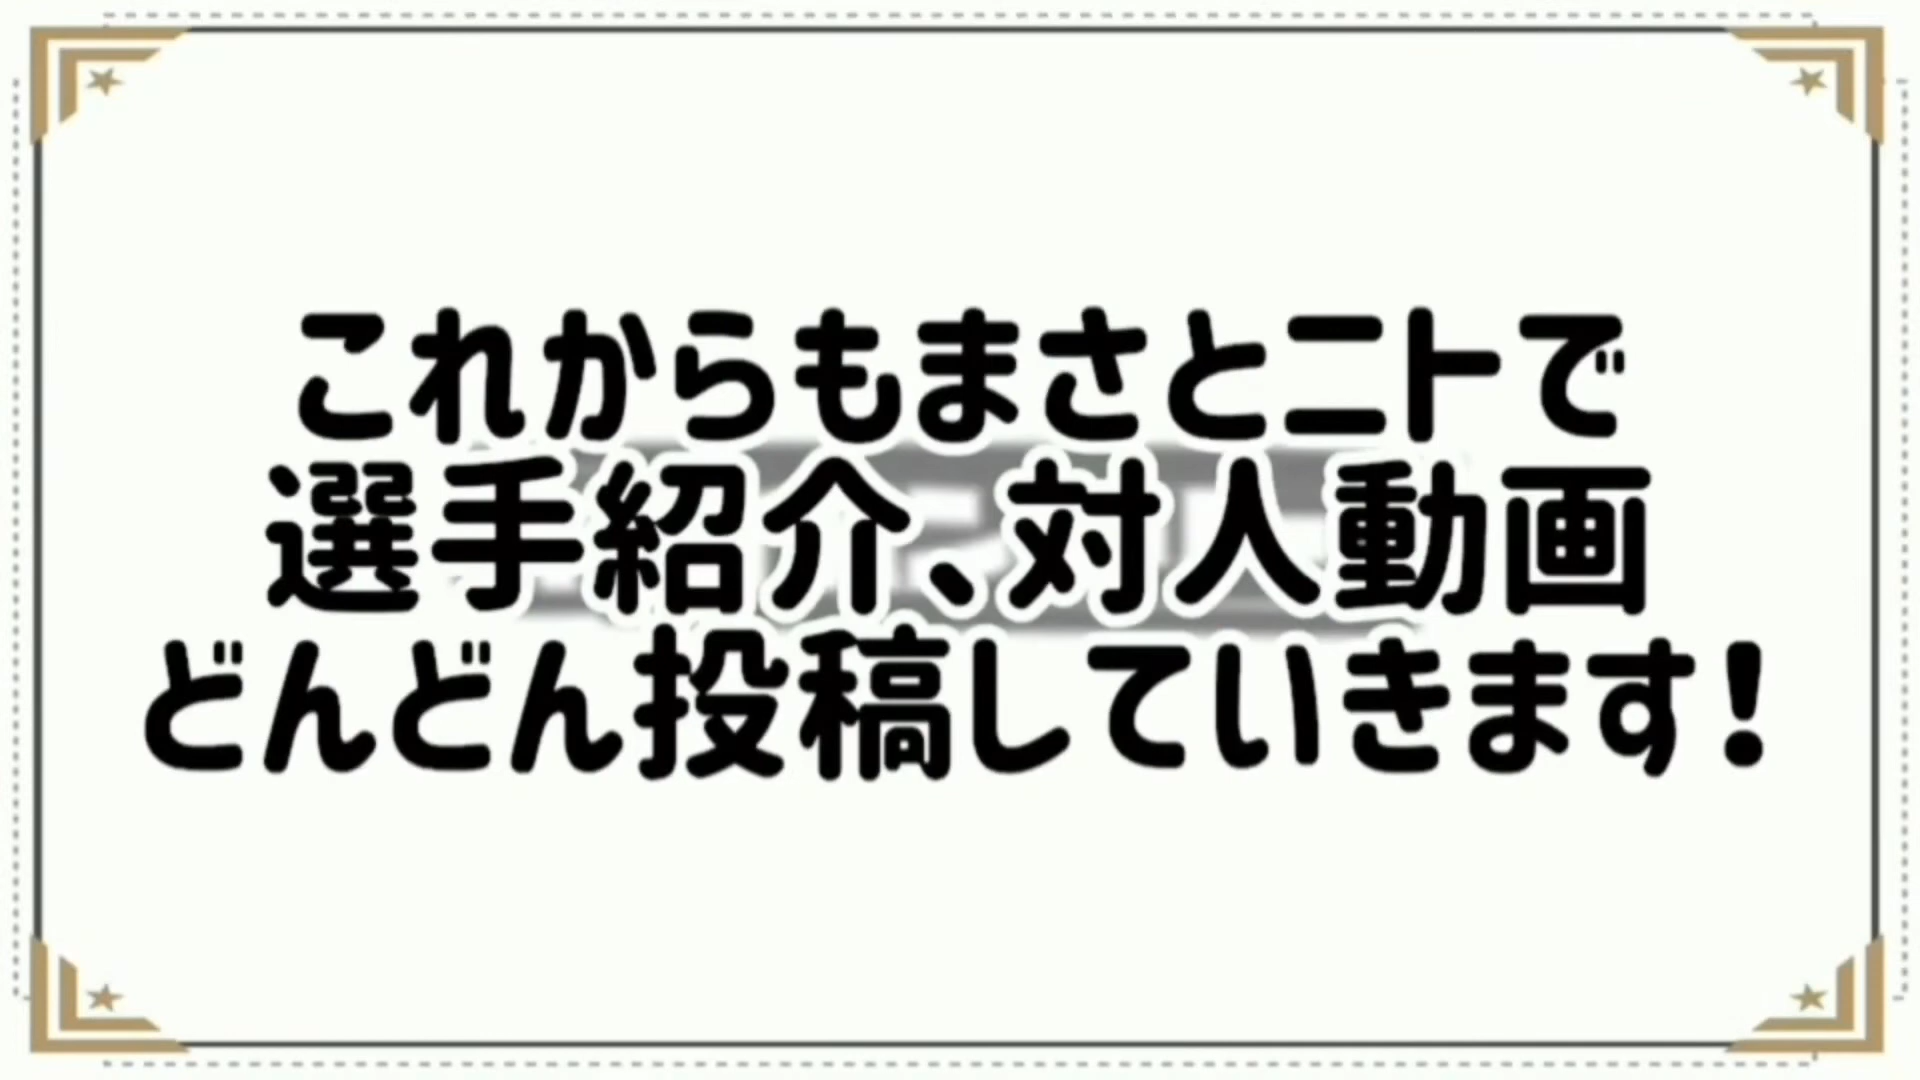 これからもまさとニトで
選手紹介、対人動画
どんどん投稿していきます！